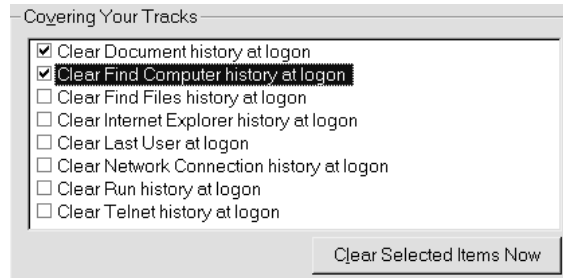 Covering Your Tracks
Clear Document history at logon
Clear Find Computer history at logon
Clear Find Files history at logon
Clear Internet Explorer history at logon
Clear Last User at logon
Clear Network Connection history at logon
Clear Run history at logon
Clear Telnet history at logon
Clear Selected Items Now